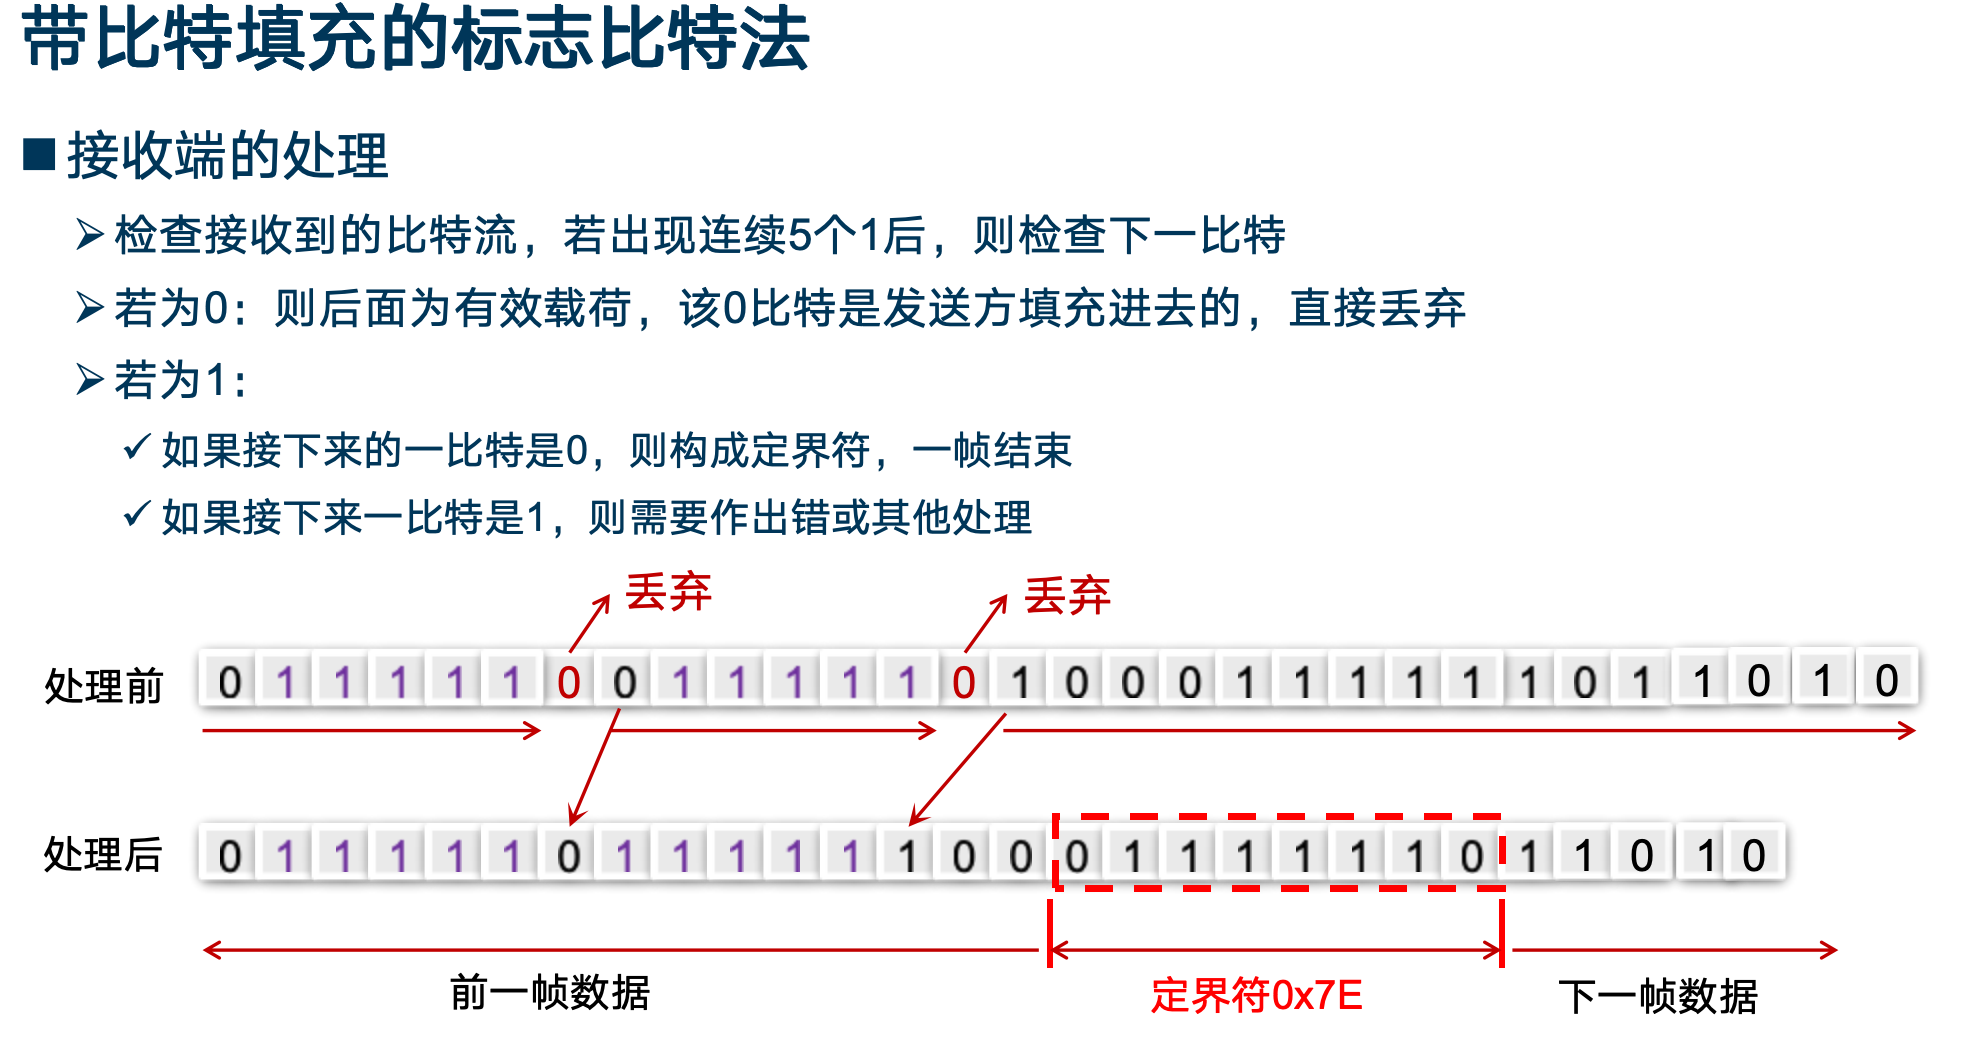 带比特填充的标志比特法
■接收端的处理
➢检查接收到的比特流，若出现连续5个1后，则检查下一比特
➢若为0：则后面为有效载荷，该0比特是发送方填充进去的，直接丢弃
➢若为1：
✓如果接下来的一比特是0，则构成定界符，一帧结束
✓如果接下来一比特是1，则需要作出错或其他处理
丢弃 丢弃
处理前 0 1 1 1 1 1 0 0 1 1 1 1 1 0 1 0 0 0 1 1 1 1 1 1 0 1 1 0 1 0
处理后 0 1 1 1 1 1 0 1 1 1 1 1 1 0 0 0 1 1 1 1 1 1 0 1 1 0 1 0
前一帧数据 定界符0x7E 下一帧数据